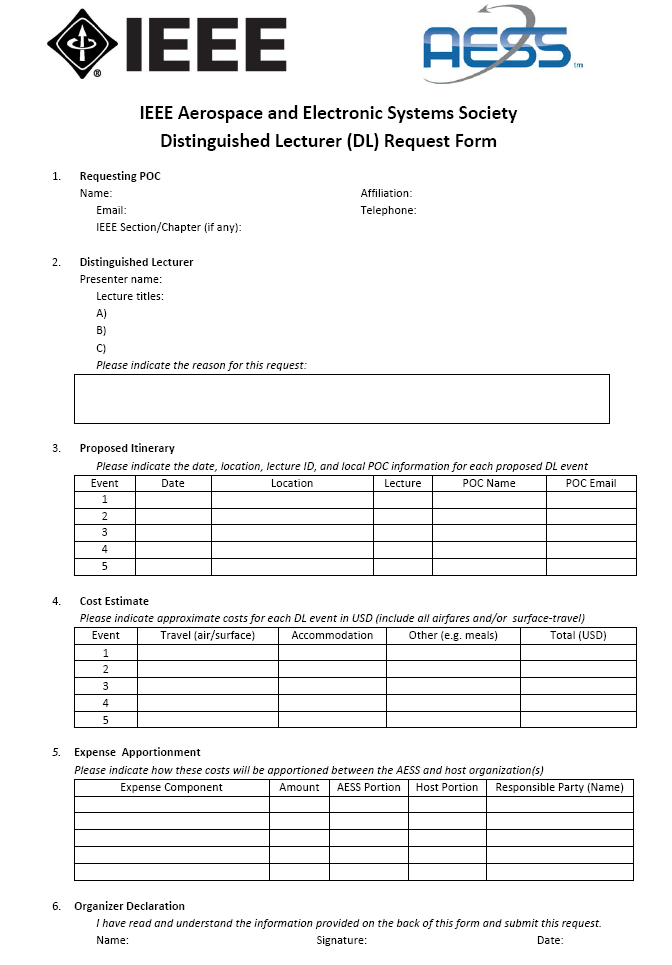 IEEE AESS tm
®
IEEE Aerospace and Electronic Systems Society
Distinguished Lecturer (DL) Request Form
1. Requesting POC
Name: Affiliation:
Email: Telephone:
IEEE Section/Chapter (if any):
2. Distinguished Lecturer
Presenter name:
Lecture titles:
A)
B)
C)
Please indicate the reason for this request:
3. Proposed Itinerary
Please indicate the date, location, lecture ID, and local POC information for each proposed DL event
Event Date Location Lecture POC Name POC Email
1
2
3
4
5
4. Cost Estimate
Please indicate approximate costs for each DL event in USD (include all airfares and/or surface-travel)
Event Travel (air/surface) Accommodation Other (e.g. meals) Total (USD)
1
2
3
4
5
5. Expense Apportionment
Please indicate how these costs will be apportioned between the AESS and host organization(s)
Expense Component Amount AESS Portion Host Portion Responsible Party (Name)
6. Organizer Declaration
I have read and understand the information provided on the back of this form and submit this request.
Name: Signature: Date: